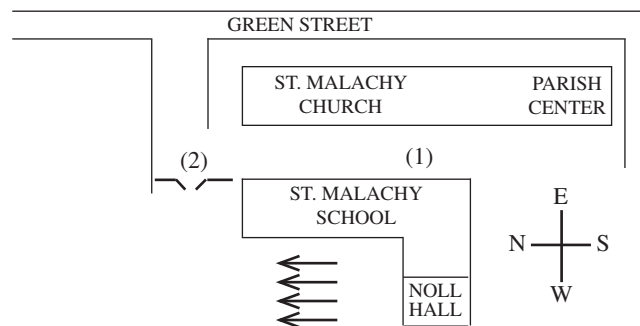 GREEN STREET
ST. MALACHY
CHURCH
PARISH
CENTER
(2)
(1)
ST. MALACHY
SCHOOL
E
N
S
W
NOLL
HALL